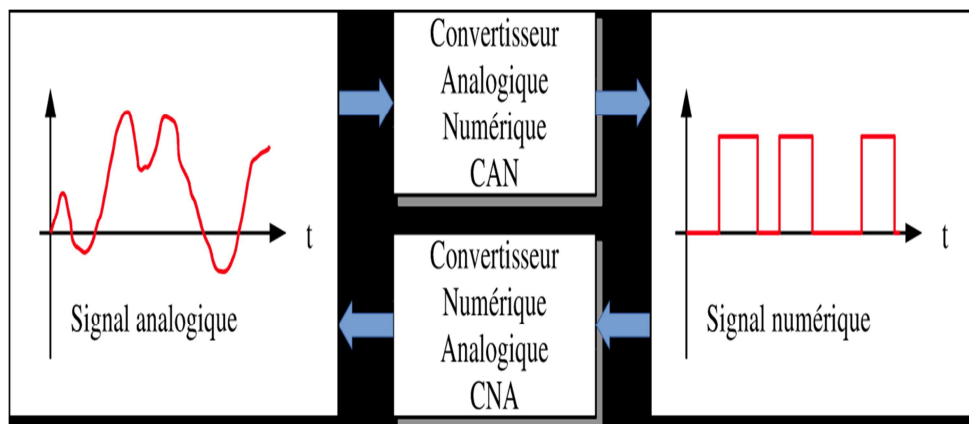 t
Signal analogique
Convertisseur
Analogique
Numérique
CAN
Convertisseur
Numérique
Analogique
CNA
t
Signal numérique